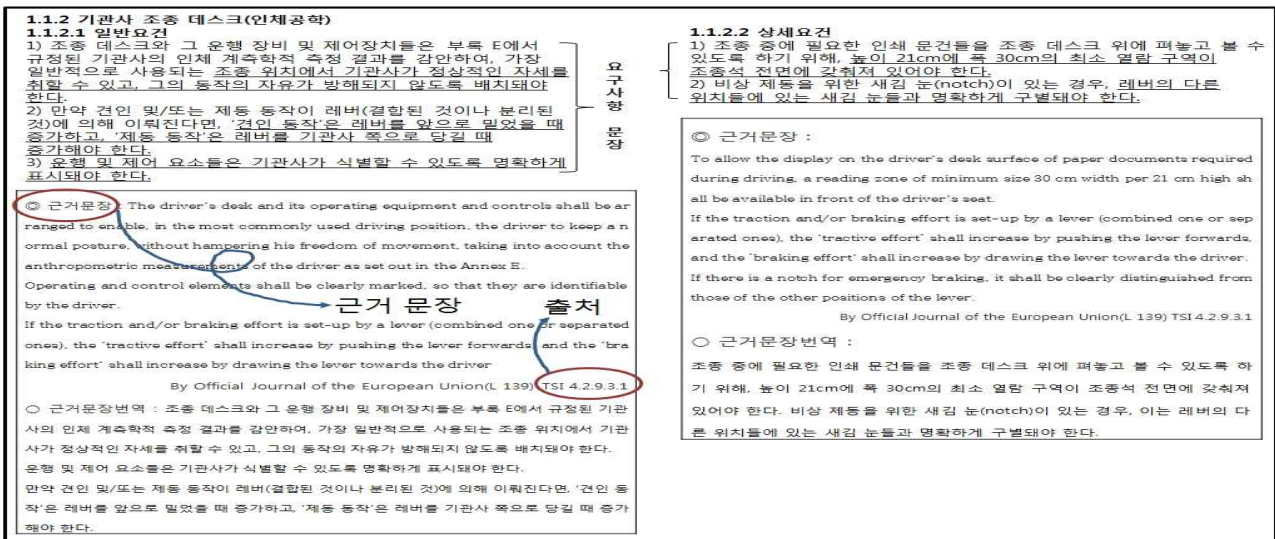 1.1.2 기관사 조종 데스크(인체공학)
1.1.2.1 일반요건
1) 조종 데스크와 그 운행 장비 및 제어장치들은 부록 E에서
규정된 기관사의 인체 계측학적 측정 결과를 감안하여, 가장
일반적으로 사용되는 조종 위치에서 기관사가 정상적인 자세를
취할 수 있고, 그의 동작의 자유가 방해되지 않도록 배치돼야
한다.
2) 만약 견인 및/또는 제동 동작이 레버(결합된 것이나 분리된
것)에 의해 이뤄진다면, '견인 동작'은 레버를 앞으로 밀었을 때
증가하고, '제동 동작'은 레버를 기관사 쪽으로 당길 때
증가해야 한다.
3) 운행 및 제어 요소들은 기관사가 식별할 수 있도록 명확하게
표시돼야 한다.
요구사항 문장
◎ 근거문장 : The driver's desk and its operating equipment and controls shall be ar
ranged to enable, in the most commonly used driving position, the driver to keep a n
ormal posture, without hampering his freedom of movement, taking into account the
anthropometric measurements of the driver as set out in the Annex E.
Operating and control elements shall be clearly marked, so that they are identifiable
by the driver.
근거 문장
출처
If the traction and/or braking effort is set-up by a lever (combined one or separated
ones), the 'tractive effort' shall increase by pushing the lever forwards, and the 'bra
king effort' shall increase by drawing the lever towards the driver
By Official Journal of the European Union(L 139) TSI 4.2.9.3.1
○ 근거문장번역 : 조종 데스크와 그 운행 장비 및 제어장치들은 부록 E에서 규정된 기관
사의 인체 계측학적 측정 결과를 감안하여, 가장 일반적으로 사용되는 조종 위치에서 기관
사가 정상적인 자세를 취할 수 있고, 그의 동작의 자유가 방해되지 않도록 배치돼야 한다.
운행 및 제어 요소들은 기관사가 식별할 수 있도록 명확하게 표시돼야 한다.
만약 견인 및/또는 제동 동작이 레버(결합된 것이나 분리된 것)에 의해 이뤄진다면, '견인 동
작'은 레버를 앞으로 밀었을 때 증가하고, '제동 동작'은 레버를 기관사 쪽으로 당길 때 증가
해야 한다.
1.1.2.2 상세요건
1) 조종 중에 필요한 인쇄 문건들을 조종 데스크 위에 펴놓고 볼 수
있도록 하기 위해, 높이 21cm에 폭 30cm의 최소 열람 구역이
조종석 전면에 갖춰져 있어야 한다.
2) 비상 제동을 위한 새김 눈(notch)이 있는 경우, 레버의 다른
위치들에 있는 새김 눈들과 명확하게 구별돼야 한다.
◎ 근거문장 :
To allow the display on the driver's desk surface of paper documents required
during driving, a reading zone of minimum size 30 cm width per 21 cm high sh
all be available in front of the driver's seat.
If the traction and/or braking effort is set-up by a lever (combined one or sep
arated ones), the 'tractive effort' shall increase by pushing the lever forwards,
and the 'braking effort' shall increase by drawing the lever towards the driver.
If there is a notch for emergency braking, it shall be clearly distinguished from
those of the other positions of the lever.
By Official Journal of the European Union(L 139) TSI 4.2.9.3.1
○ 근거문장번역 :
조종 중에 필요한 인쇄 문건들을 조종 데스크 위에 펴놓고 볼 수 있도록 하
기 위해, 높이 21cm에 폭 30cm의 최소 열람 구역이 조종석 전면에 갖춰져
있어야 한다. 비상 제동을 위한 새김 눈(notch)이 있는 경우, 이는 레버의 다
른 위치들에 있는 새김 눈들과 명확하게 구별돼야 한다.